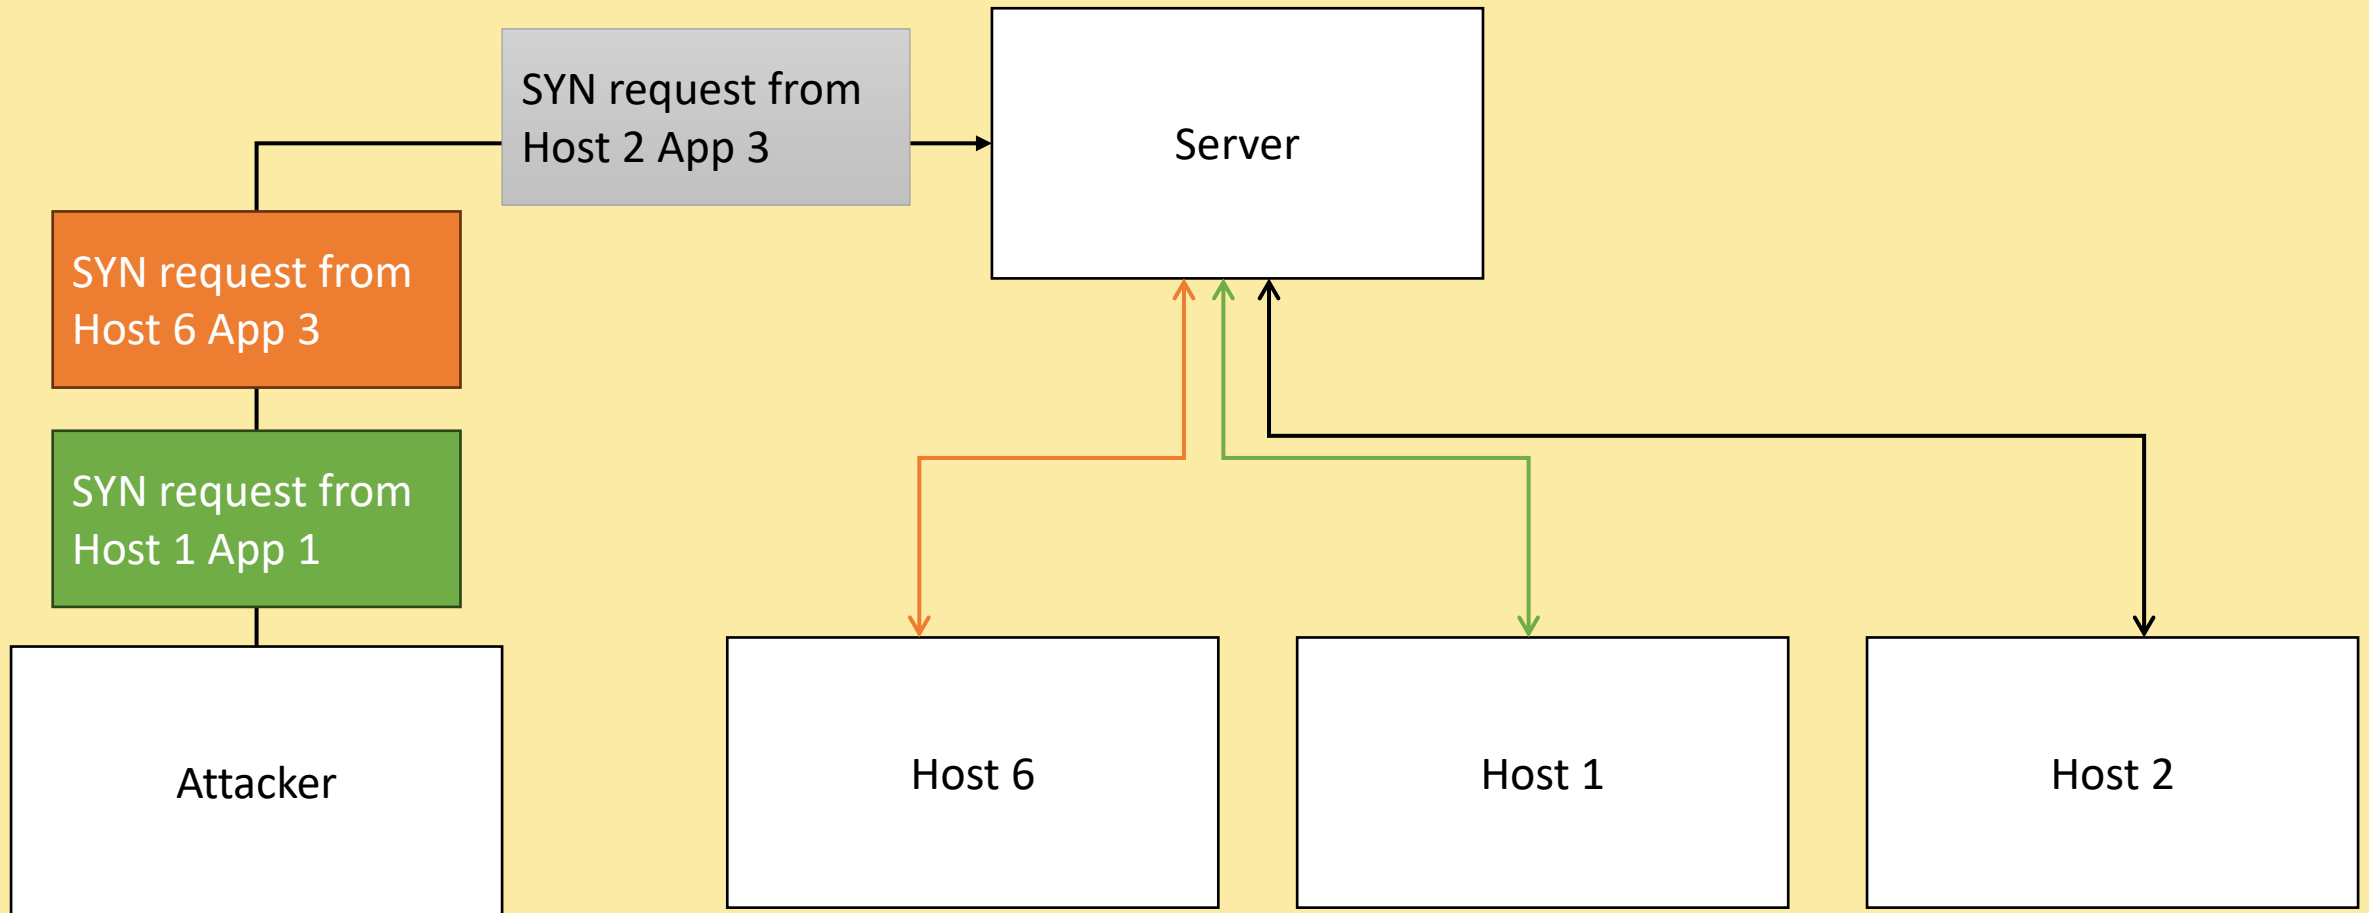 SYN request from
Host 2 App 3
Server
SYN request from
Host 6 App 3
SYN request from
Host 1 App 1
Attacker
Host 6
Host 1
Host 2